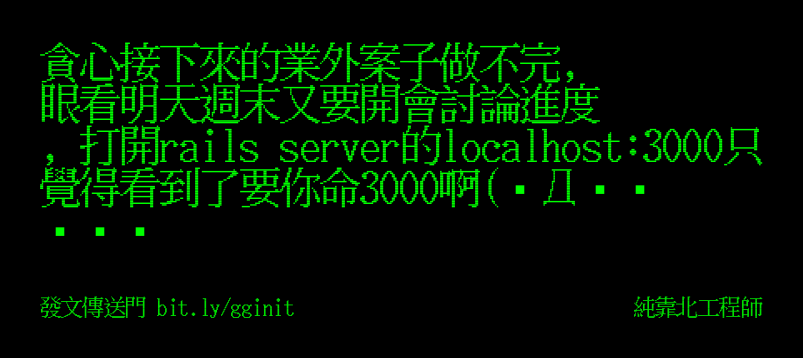 貪心接下來的業外案子做不完，
眼看明天週末又要開會討論進度
，打開rails server的localhost:3000只
覺得看到了要你命3000啊(▪Д▪▪
▪▪▪
發文傳送門 bit.ly/gginit
純靠北工程師